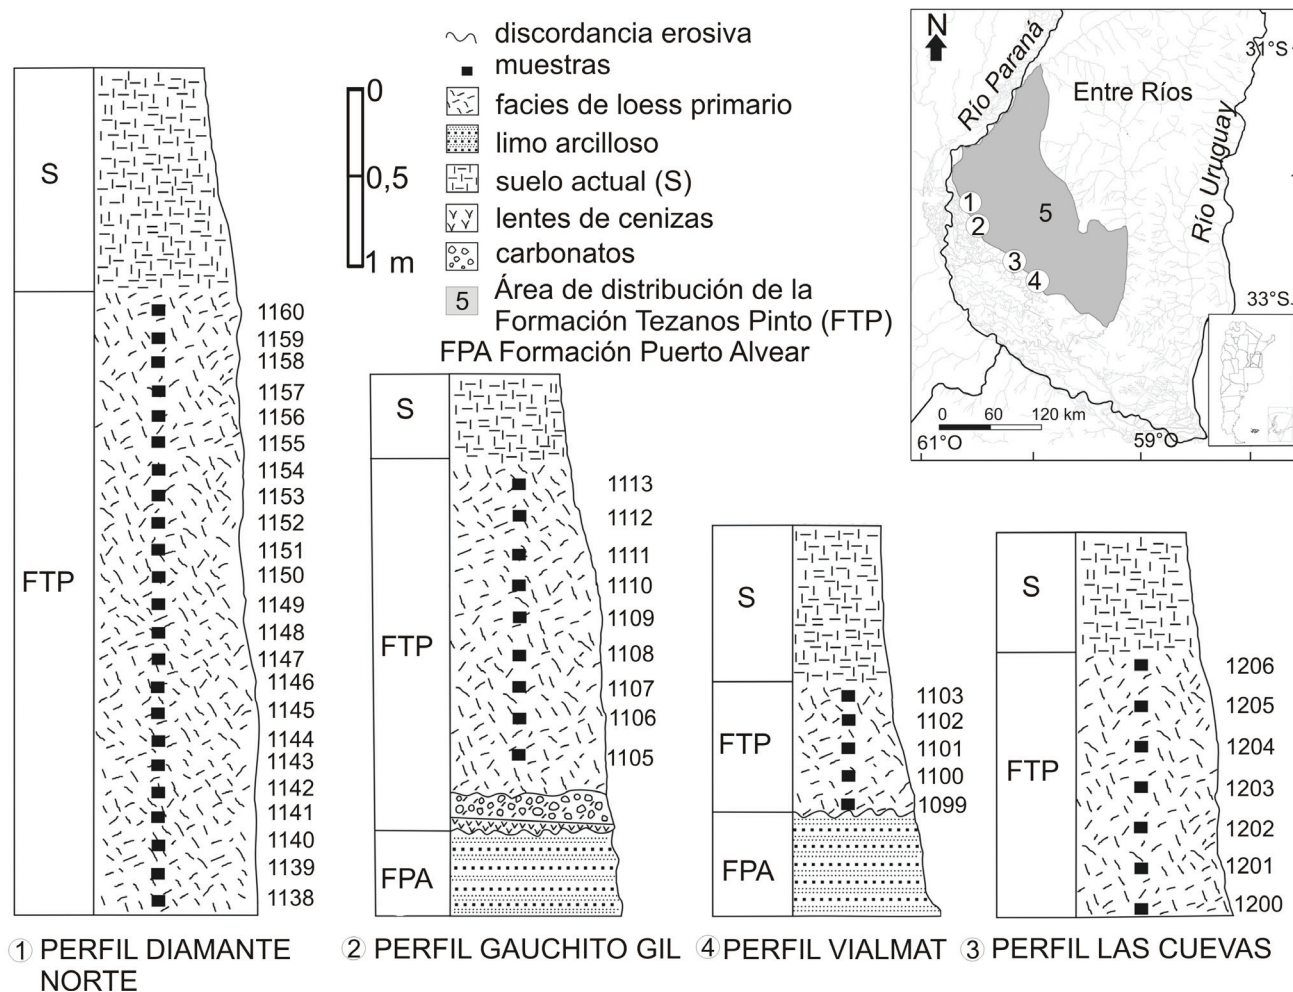 discordancia erosiva
muestras
facies de loess primario
limo arcilloso
suelo actual (S)
lentes de cenizas
carbonatos
5
Área de distribución de la
Formación Tezanos Pinto (FTP)
FPA Formación Puerto Alvear
0
0,5
1 m
N
Río Paraná
Entre Ríos
Río Uruguay
31°S
33°S
1
2
3
4
5
0 60 120 km
61°O
59°O
S
FTP
1160
1159
1158
1157
1156
1155
1154
1153
1152
1151
1150
1149
1148
1147
1146
1145
1144
1143
1142
1141
1140
1139
1138
1 PERFIL DIAMANTE
NORTE
S
FTP
FPA
1113
1112
1111
1110
1109
1108
1107
1106
1105
2 PERFIL GAUCHITO GIL
S
FTP
FPA
1103
1102
1101
1100
1099
4 PERFIL VIALMAT
S
FTP
1206
1205
1204
1203
1202
1201
1200
3 PERFIL LAS CUEVAS